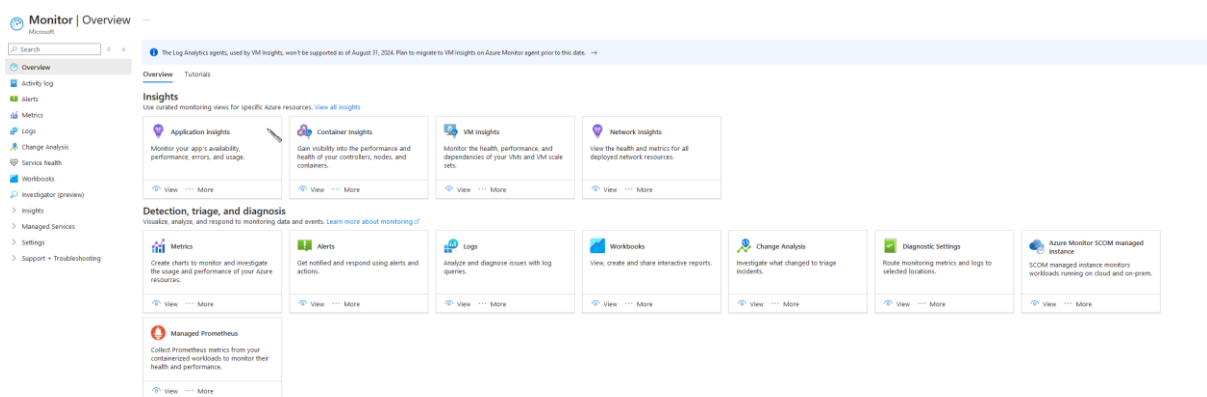 Monitor | Overview ...
Microsoft
Search
The Log Analytics agents, used by VM Insights, won't be supported as of August 31, 2024. Plan to migrate to VM Insights on Azure Monitor agent prior to this date. →
Overview
Activity log
Alerts
Metrics
Logs
Change Analysis
Service health
Workbooks
Investigator (preview)
Insights
Managed Services
Settings
Support + Troubleshooting
Overview Tutorials
Insights
Use curated monitoring views for specific Azure resources. View all insights
Application insights
Monitor your app's availability,
performance, errors, and usage.
View ... More
Container Insights
Gain visibility into the performance and
health of your controllers, nodes, and
containers.
View ... More
VM Insights
Monitor the health, performance, and
dependencies of your VMs and VM scale
sets.
View ... More
Network Insights
View the health and metrics for all
deployed network resources.
View ... More
Detection, triage, and diagnosis
Visualize, analyze, and respond to monitoring data and events. Learn more about monitoring
Metrics
Create charts to monitor and investigate
the usage and performance of your Azure
resources.
View ... More
Alerts
Get notified and respond using alerts and
actions.
View ... More
Logs
Analyze and diagnose issues with log
queries.
View ... More
Workbooks
View, create and share interactive reports.
View ... More
Change Analysis
Investigate what changed to triage
incidents.
View ... More
Diagnostic Settings
Route monitoring metrics and logs to
selected locations.
View ... More
Azure Monitor SCOM managed
instance
SCOM managed instance monitors
workloads running on cloud and on-prem.
View ... More
Managed Prometheus
Collect Prometheus metrics from your
containerized workloads to monitor their
health and performance.
View ... More